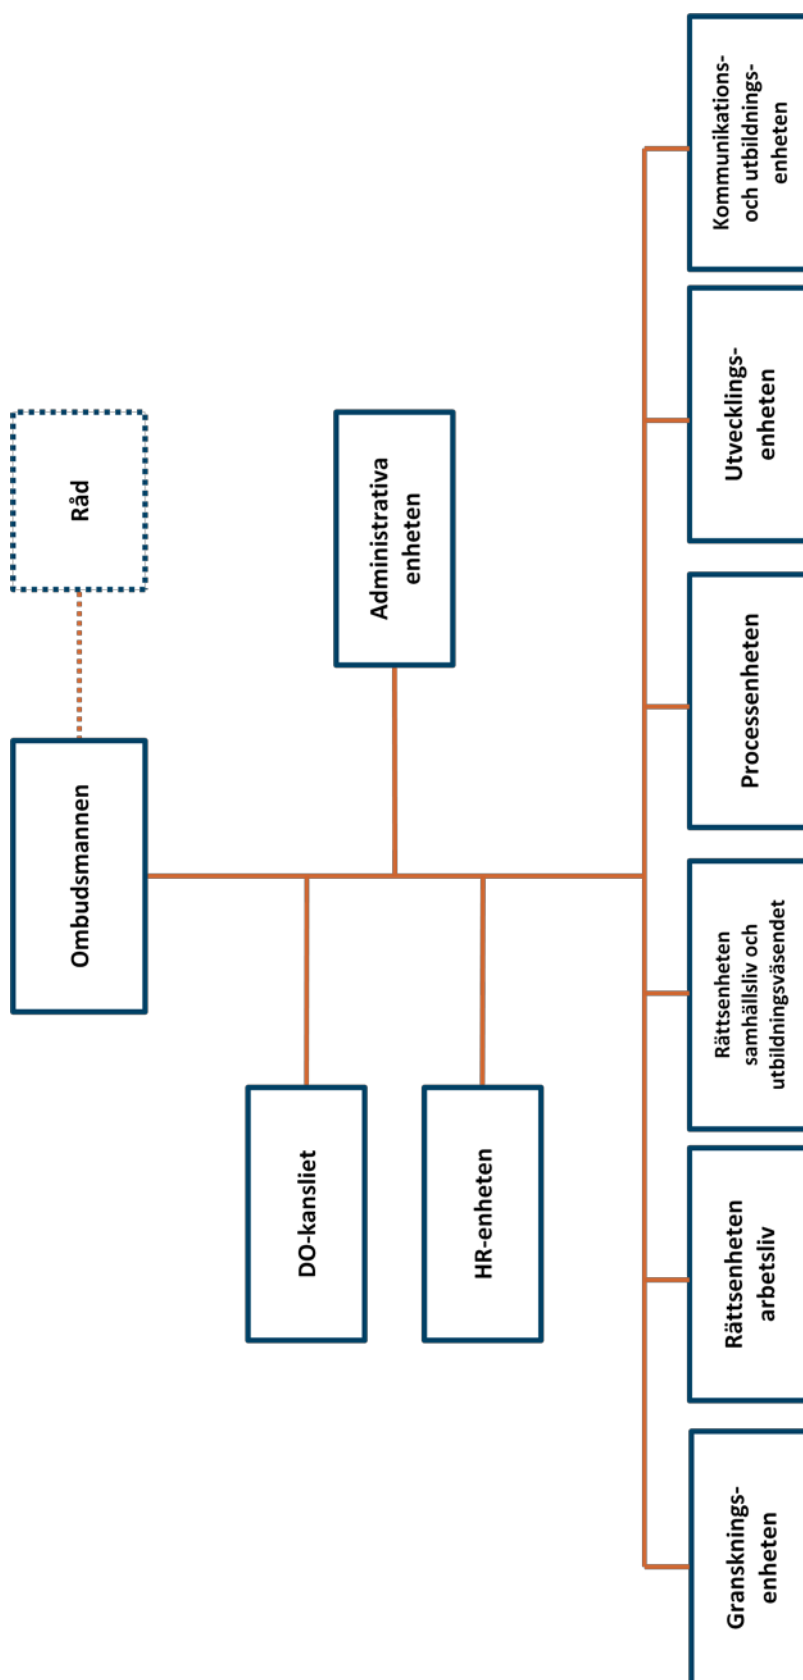 Ombudsmannen
Råd
DO-kansliet
Administrativa
enheten
HR-enheten
Gransknings-
enheten
Rättsenheten
arbetsliv
Rättsenheten
samhällsliv och
utbildningsväsendet
Processenheten
Utvecklings-
enheten
Kommunikations-
och utbildnings-
enheten